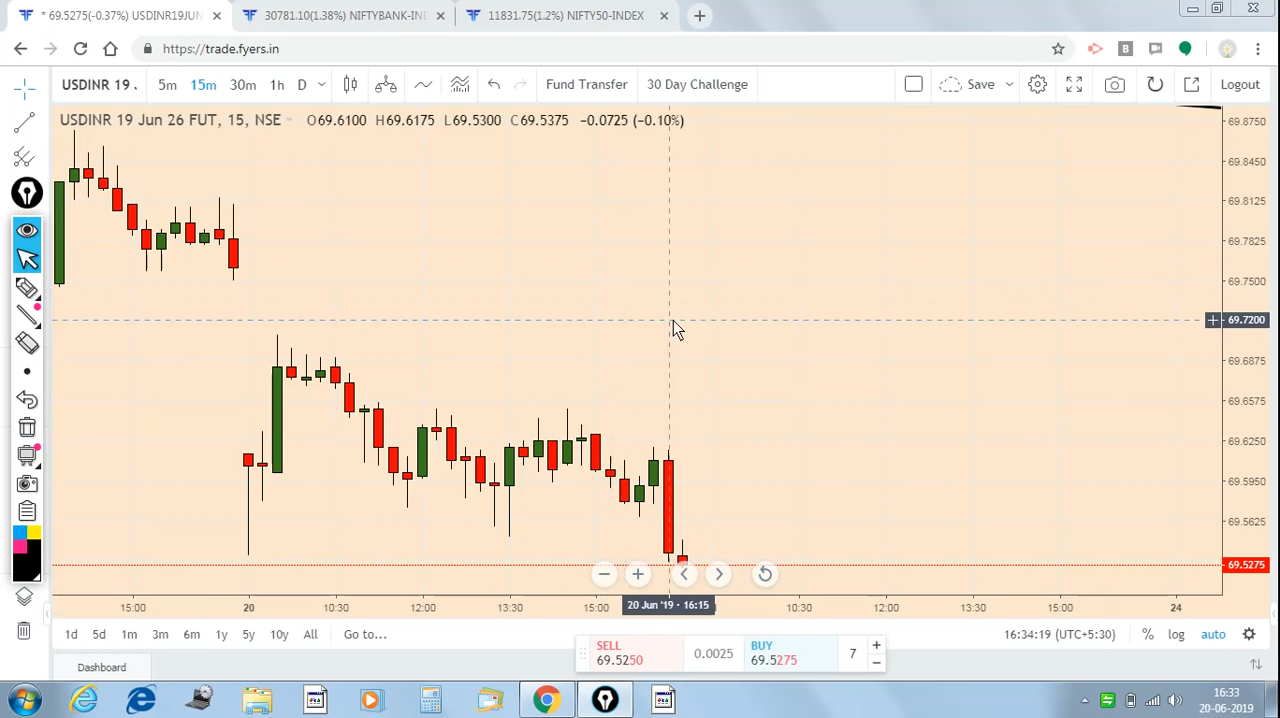 * 69.5275(-0.37%) USDINR19JUN
30781.10(1.38%) NIFTYBANK-IND
11831.75(1.2%) NIFTY50-INDEX
https://trade.fyers.in
B
USDINR 19 .
5m
15m
30m
1h
D
Fund Transfer
30 Day Challenge
Save
Logout
USDINR 19 Jun 26 FUT, 15, NSE
O69.6100 H69.6175 L69.5300 C69.5375 -0.0725 (-0.10%)
69.8750
69.8450
69.8125
69.7825
69.7500
69.7200
69.6875
69.6575
69.6250
69.5950
69.5625
69.5275
15:00
20
10:30
12:00
13:30
15:00
20 Jun '19 - 16:15
10:30
12:00
13:30
15:00
24
1d
5d
1m
3m
6m
1y
5y
10y
All
Go to...
16:34:19 (UTC+5:30)
%
log
auto
SELL
69.5250
0.0025
BUY
69.5275
7
Dashboard
16:33
20-06-2019